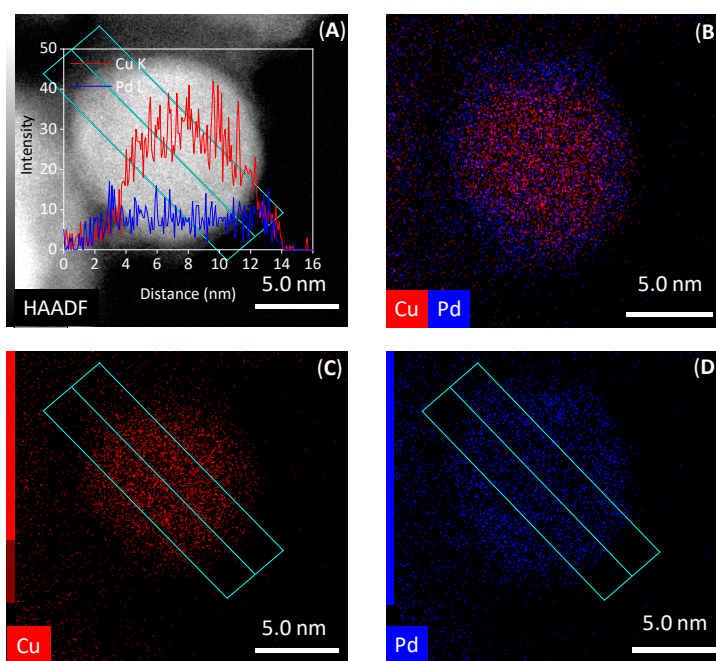 (A)
50
Cu K
40
Pd L
30
Intensity
20
10
0
0 2 4 6 8 10 12 14 16
Distance (nm)
HAADF
5.0 nm
(B)
Cu Pd
5.0 nm
(C)
Cu
5.0 nm
(D)
Pd
5.0 nm